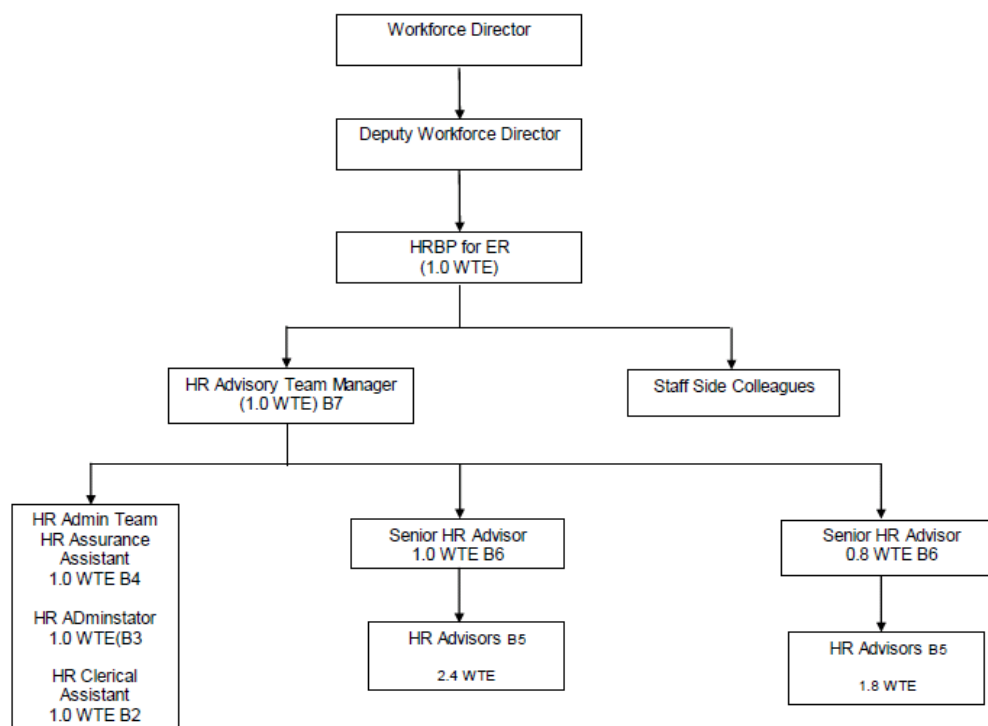 Workforce Director
Deputy Workforce Director
HRBP for ER
(1.0 WTE)
HR Advisory Team Manager
(1.0 WTE) B7
Staff Side Colleagues
HR Admin Team
HR Assurance
Assistant
1.0 WTE B4
HR ADminstator
1.0 WTE(B3
HR Clerical
Assistant
1.0 WTE B2
Senior HR Advisor
1.0 WTE B6
HR Advisors B5
2.4 WTE
Senior HR Advisor
0.8 WTE B6
HR Advisors B5
1.8 WTE